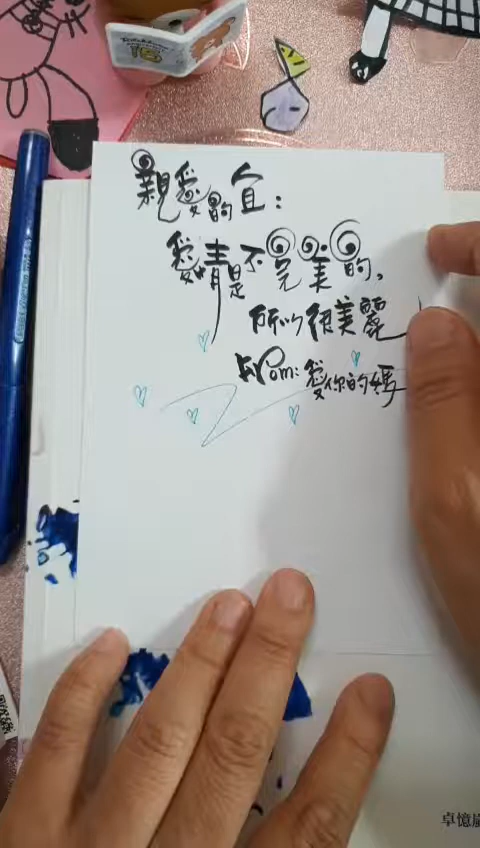 親愛的宜：
愛情是不完美的,
所以很美麗
From: 愛你的媽
卓憶嵐